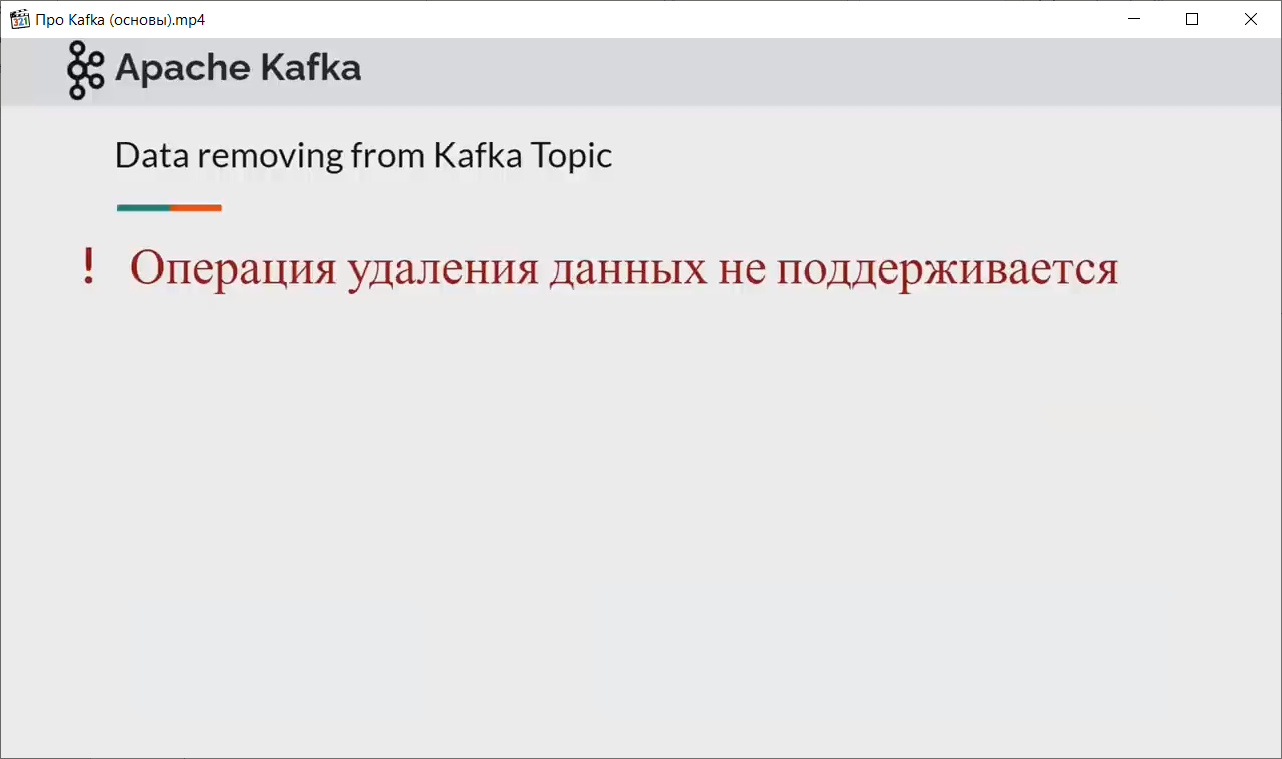 Про Kafka (основы).mp4
Apache Kafka
Data removing from Kafka Topic
! Операция удаления данных не поддерживается